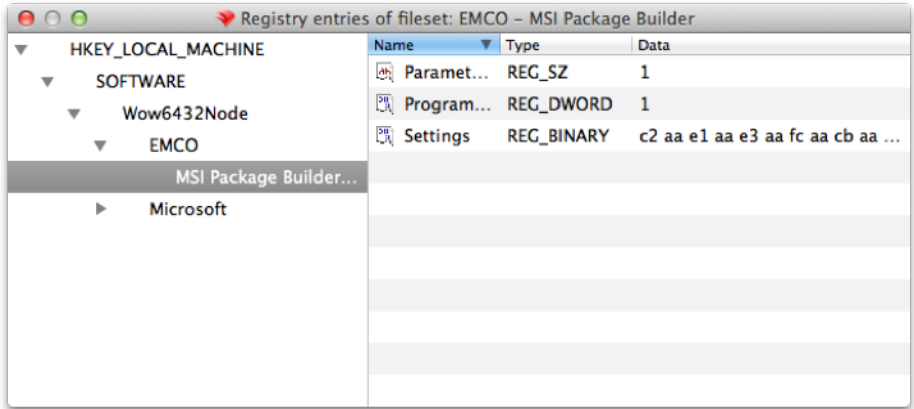 Registry entries of fileset: EMCO – MSI Package Builder
HKEY_LOCAL_MACHINE
SOFTWARE
Wow6432Node
EMCO
MSI Package Builder...
Microsoft
Name Type Data
Paramet... REG_SZ 1
Program... REG_DWORD 1
Settings REG_BINARY c2 aa e1 aa e3 aa fc aa cb aa ...